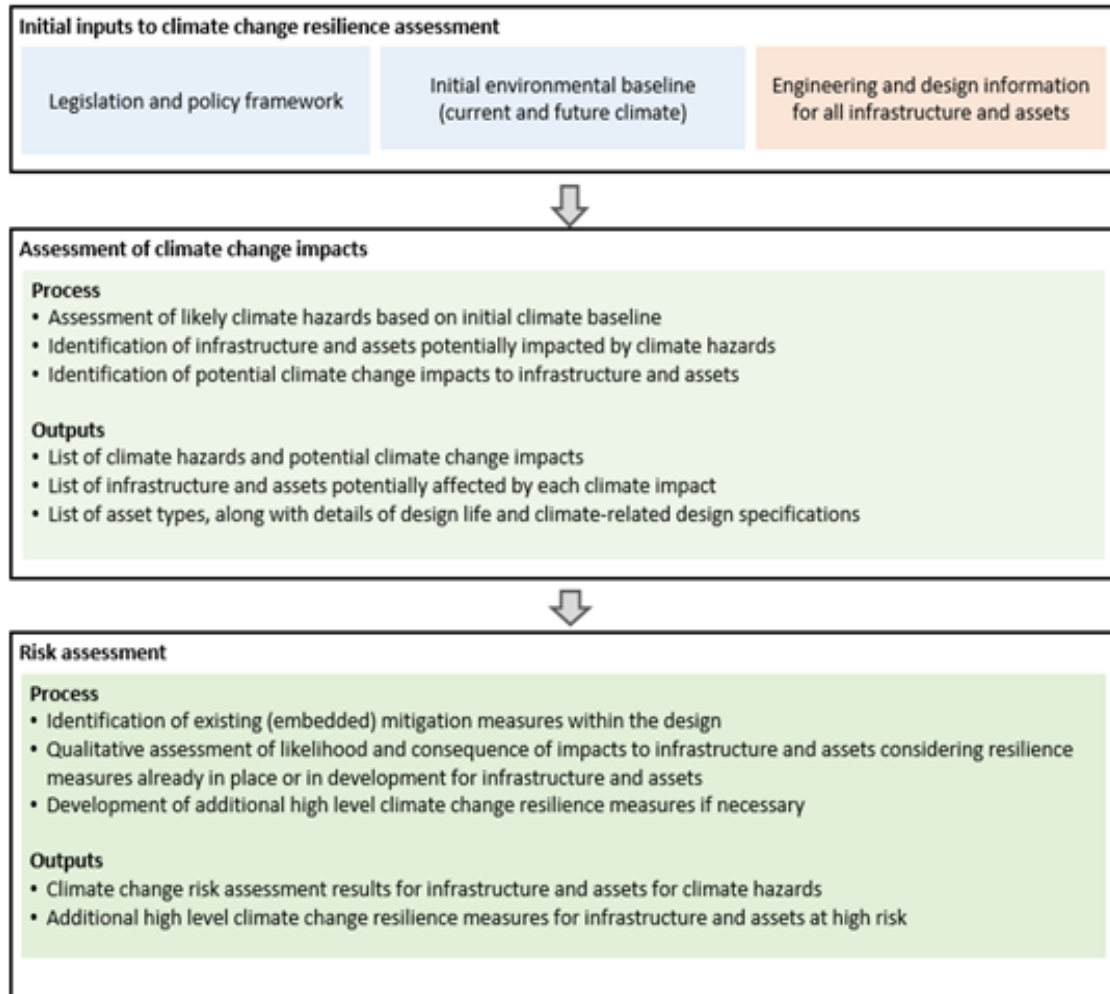 Initial inputs to climate change resilience assessment
Legislation and policy framework
Initial environmental baseline
(current and future climate)
Engineering and design information
for all infrastructure and assets
Assessment of climate change impacts
Process
• Assessment of likely climate hazards based on initial climate baseline
• Identification of infrastructure and assets potentially impacted by climate hazards
• Identification of potential climate change impacts to infrastructure and assets
Outputs
• List of climate hazards and potential climate change impacts
• List of infrastructure and assets potentially affected by each climate impact
• List of asset types, along with details of design life and climate-related design specifications
Risk assessment
Process
• Identification of existing (embedded) mitigation measures within the design
• Qualitative assessment of likelihood and consequence of impacts to infrastructure and assets considering resilience
measures already in place or in development for infrastructure and assets
• Development of additional high level climate change resilience measures if necessary
Outputs
• Climate change risk assessment results for infrastructure and assets for climate hazards
• Additional high level climate change resilience measures for infrastructure and assets at high risk